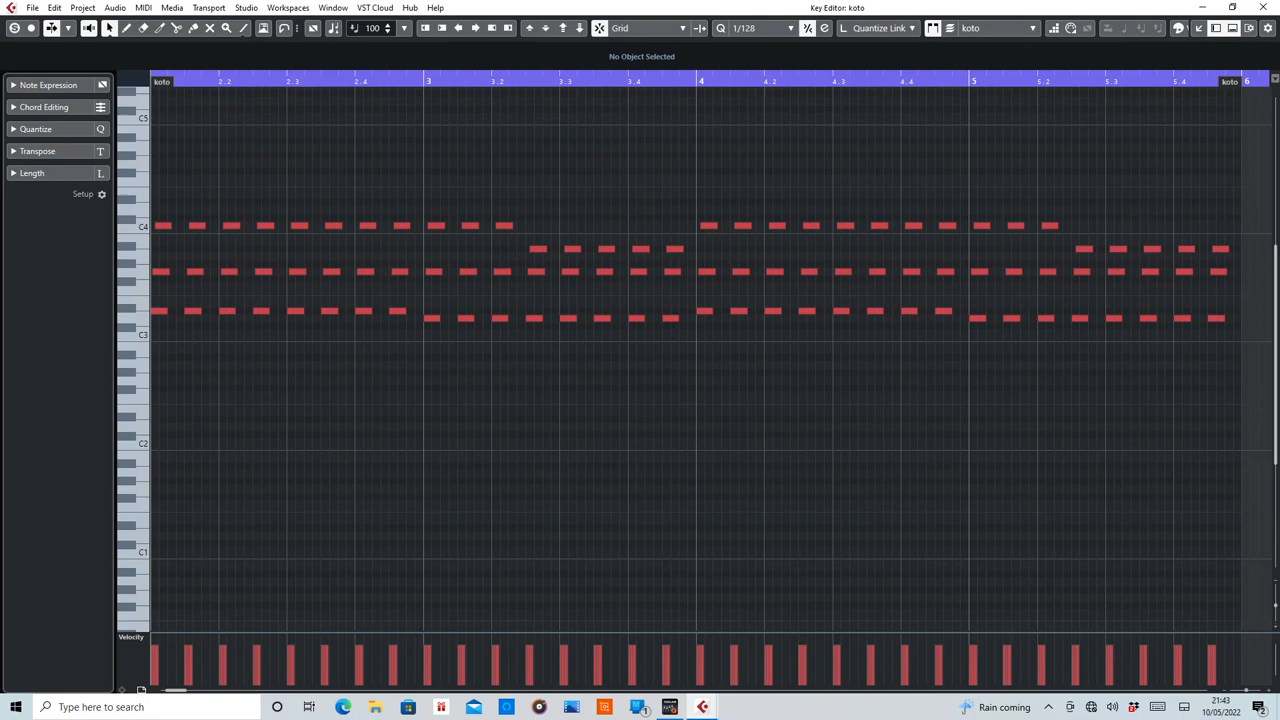 File Edit Project Audio MIDI Media Transport Studio Workspaces Window VST Cloud Hub Help
Key Editor: koto
S 100 Grid Q 1/128 e L Quantize Link koto
No Object Selected
koto 2.2 2.3 2.4 3 3.2 3.3 3.4 4 4.2 4.3 4.4 5 5.2 5.3 5.4 koto 6
Note Expression
Chord Editing
Quantize Q
Transpose T
Length L
Setup
C5
C4
C3
C2
C1
Velocity
Type here to search
1
Rain coming
21:43
10/05/2022
2